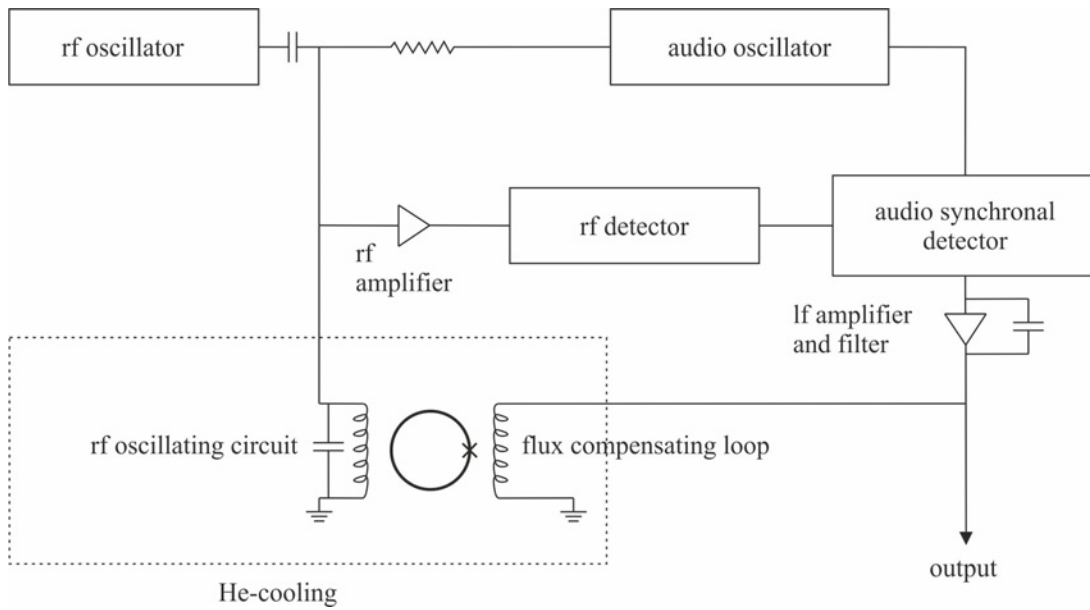 rf oscillator
audio oscillator
rf detector
audio synchronal
detector
rf
amplifier
lf amplifier
and filter
rf oscillating circuit
flux compensating loop
output
He-cooling